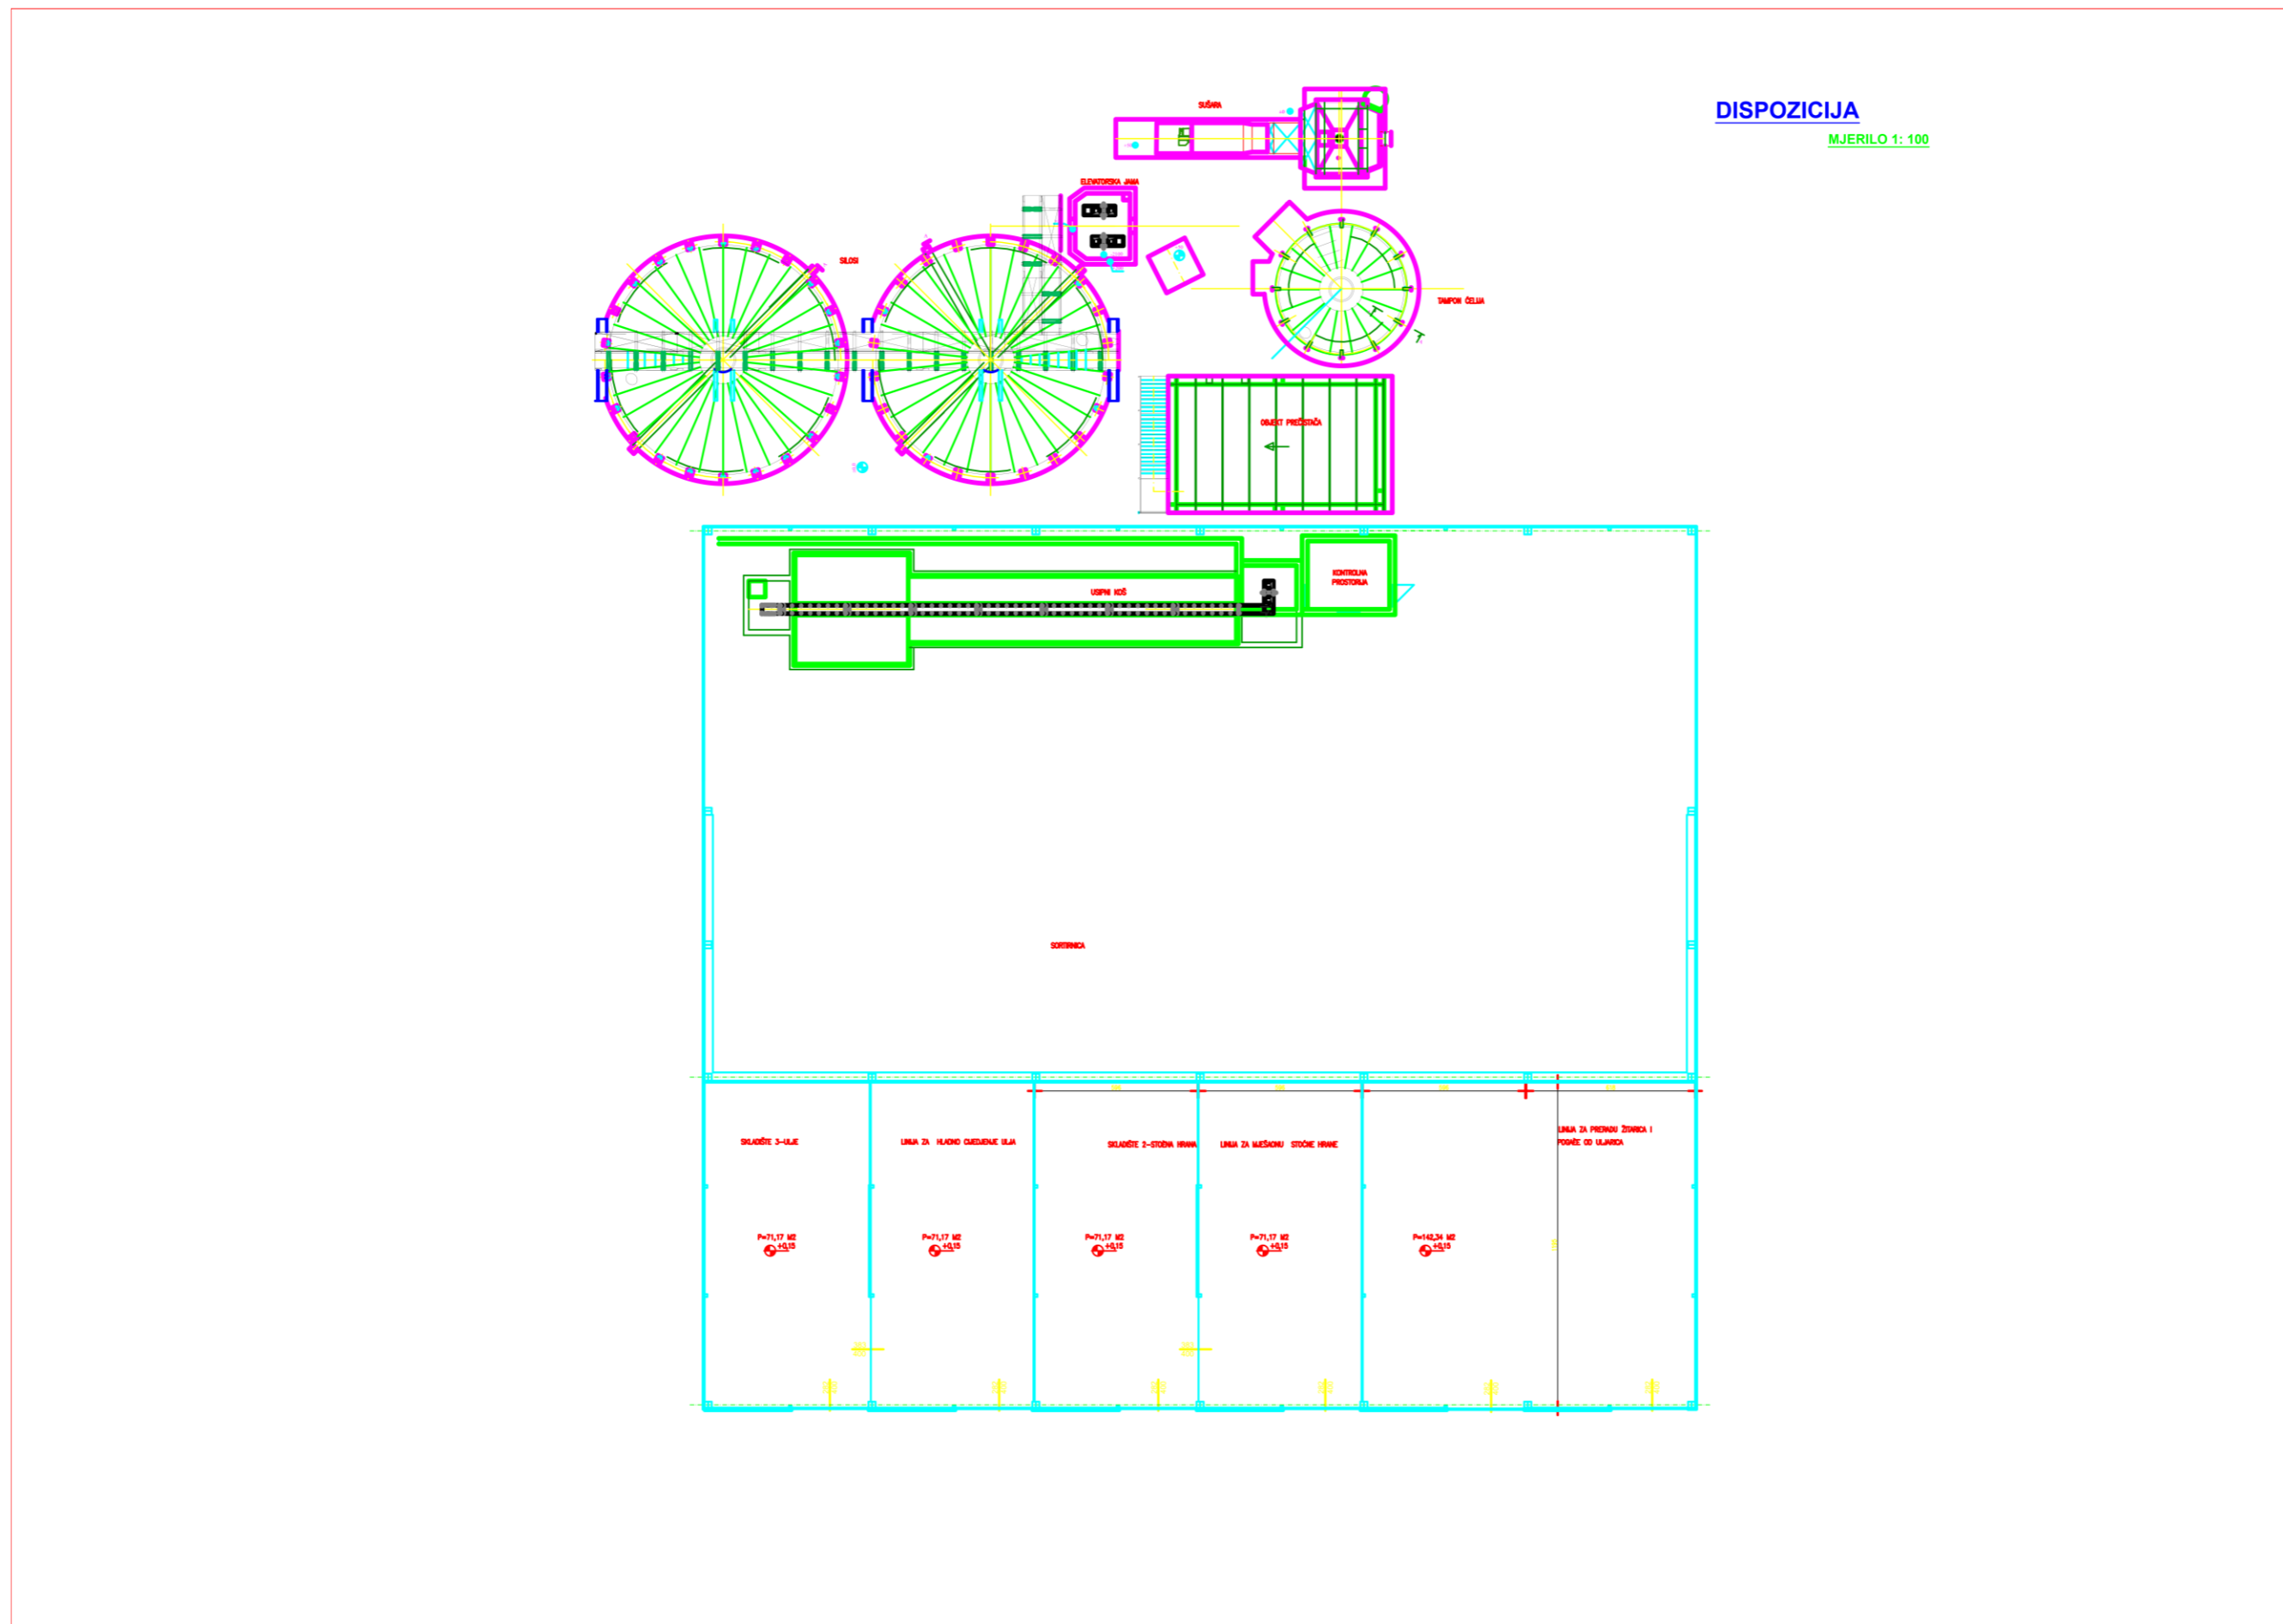 DISPOZICIJA
MJERILO 1: 100
SUŠARA
ELEVATORSKA JAMA
SILOSI
TAMPON ĆELIJA
OBJEKT PREČISTAČA
KONTROLNA
PROSTORIJA
USIPNI KOŠ
SORTIRNICA
SKLADIŠTE 3-ULJE
LINIJA ZA HLADNO CIJEDJENJE ULJA
SKLADIŠTE 2-STOČNA HRANA
LINIJA ZA MJEŠAONU STOČNE HRANE
LINIJA ZA PRERADU ŽITARICA I
POGAČE OD ULJARICA
P=71,17 M2
+0,15
P=71,17 M2
+0,15
P=71,17 M2
+0,15
P=71,17 M2
+0,15
P=142,34 M2
+0,15